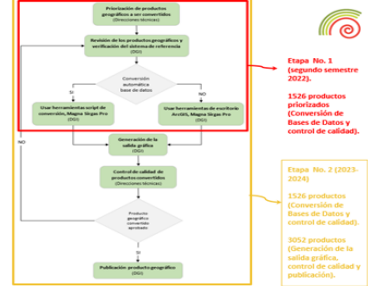 Priorización de productos
geográficos a ser convertidos
(Direcciones técnicas)
Revisión de los productos geográficos y
verificación del sistema de referencia
(DGI)
Conversión
automática
base de datos
SI
NO
Usar herramientas script de
conversión, Magna Sirgas Pro
(DGI)
Usar herramientas de escritorio
ArcGIS, Magna Sirgas Pro
(DGI)
Generación de la
salida gráfica
(DGI)
Control de calidad de
productos convertidos
(Direcciones técnicas)
NO
Producto
geográfico
convertido
aprobado
Publicación producto geográfico
(DGI)
Etapa No. 1
(segundo semestre
2022).
1526 productos
priorizados
(Conversión de
Bases de Datos y
control de calidad).
Etapa No. 2 (2023-
2024)
1526 productos
(Conversión de
Bases de Datos y
control de calidad).
3052 productos
(Generación de la
salida gráfica,
control de calidad y
publicación).